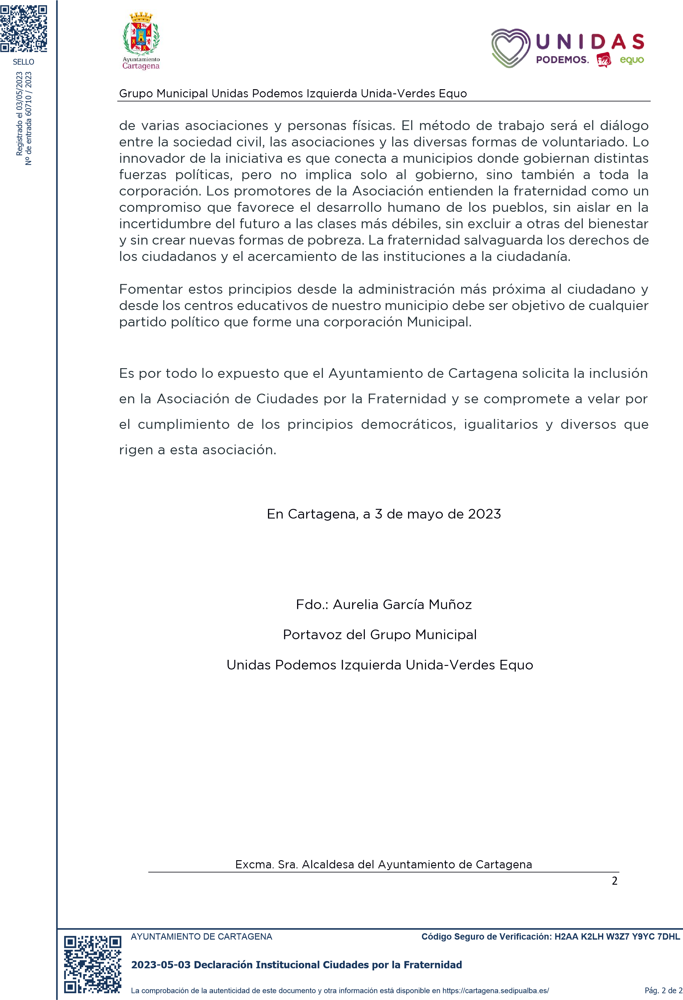 SELLO
Registrado el 03/05/2023
Nº de entrada 60710 / 2023
Ayuntamiento
Cartagena
UNIDAS
PODEMOS.
equo
Grupo Municipal Unidas Podemos Izquierda Unida-Verdes Equo
de varias asociaciones y personas físicas. El método de trabajo será el diálogo
entre la sociedad civil, las asociaciones y las diversas formas de voluntariado. Lo
innovador de la iniciativa es que conecta a municipios donde gobiernan distintas
fuerzas políticas, pero no implica solo al gobierno, sino también a toda la
corporación. Los promotores de la Asociación entienden la fraternidad como un
compromiso que favorece el desarrollo humano de los pueblos, sin aislar en la
incertidumbre del futuro a las clases más débiles, sin excluir a otras del bienestar
y sin crear nuevas formas de pobreza. La fraternidad salvaguarda los derechos de
los ciudadanos y el acercamiento de las instituciones a la ciudadanía.
Fomentar estos principios desde la administración más próxima al ciudadano y
desde los centros educativos de nuestro municipio debe ser objetivo de cualquier
partido político que forme una corporación Municipal.
Es por todo lo expuesto que el Ayuntamiento de Cartagena solicita la inclusión
en la Asociación de Ciudades por la Fraternidad y se compromete a velar por
el cumplimiento de los principios democráticos, igualitarios y diversos que
rigen a esta asociación.
En Cartagena, a 3 de mayo de 2023
Fdo.: Aurelia García Muñoz
Portavoz del Grupo Municipal
Unidas Podemos Izquierda Unida-Verdes Equo
Excma. Sra. Alcaldesa del Ayuntamiento de Cartagena
2
AYUNTAMIENTO DE CARTAGENA
Código Seguro de Verificación: H2AA K2LH W3Z7 Y9YC 7DHL
2023-05-03 Declaración Institucional Ciudades por la Fraternidad
La comprobación de la autenticidad de este documento y otra información está disponible en https://cartagena.sedipualba.es/
Pág. 2 de 2